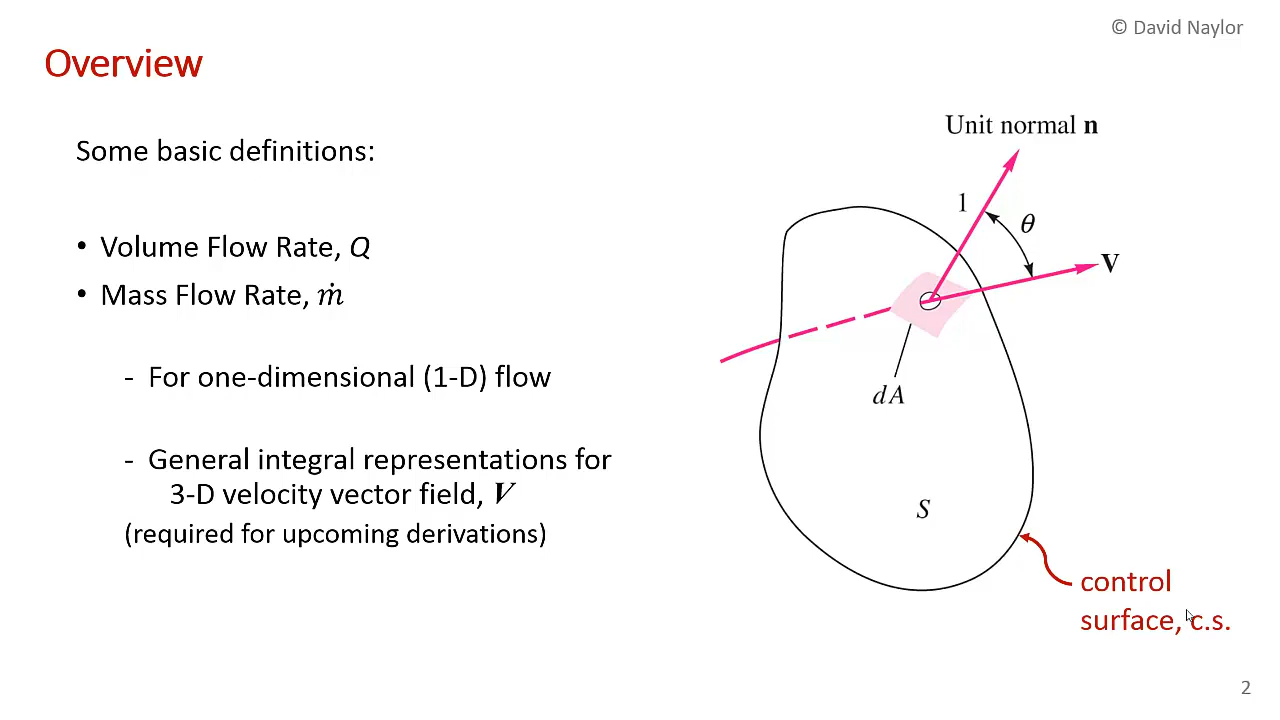 © David Naylor
Overview
Some basic definitions:
• Volume Flow Rate, Q
• Mass Flow Rate, ṁ
- For one-dimensional (1-D) flow
- General integral representations for
3-D velocity vector field, V
(required for upcoming derivations)
Unit normal n
1
θ
V
dA
S
control
surface, c.s.
2